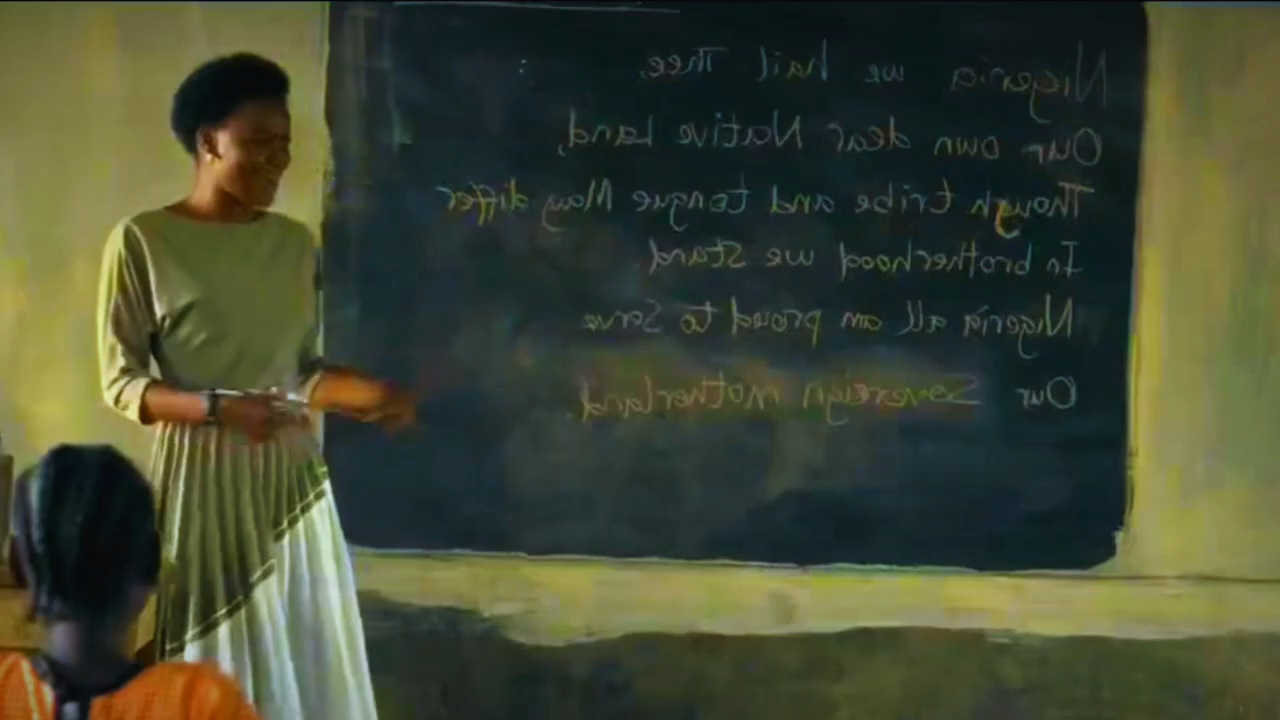 Nigeria we hail Thee,
Our own dear Native Land,
Though tribe and tongue May differ
In brotherhood we Stand
Nigeria all am proud to Serve
Our Sovereign Motherland.